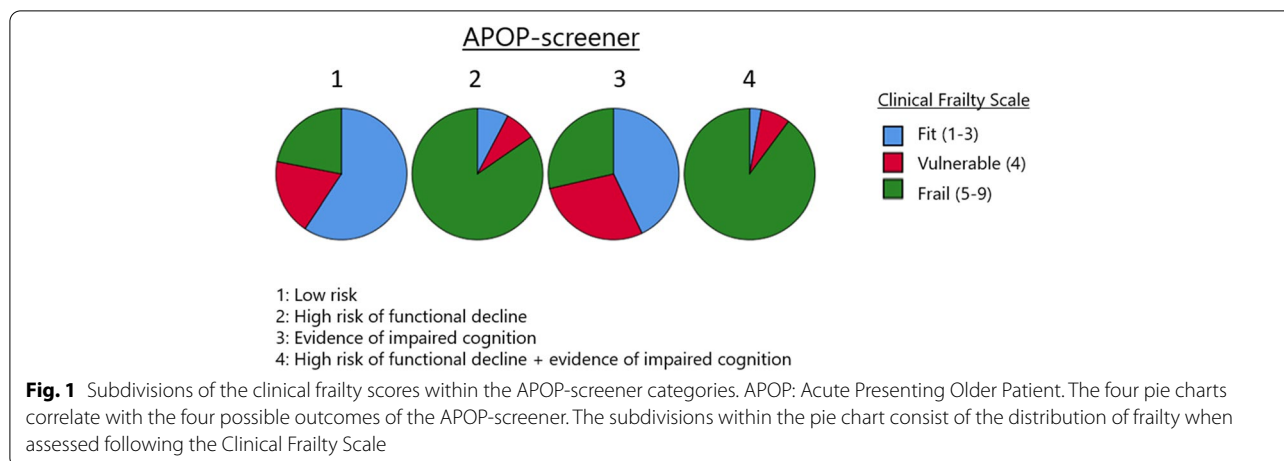 APOP-screener
1
2
3
4
Clinical Frailty Scale
Fit (1-3)
Vulnerable (4)
Frail (5-9)
1: Low risk
2: High risk of functional decline
3: Evidence of impaired cognition
4: High risk of functional decline + evidence of impaired cognition
Fig. 1 Subdivisions of the clinical frailty scores within the APOP-screener categories. APOP: Acute Presenting Older Patient. The four pie charts
correlate with the four possible outcomes of the APOP-screener. The subdivisions within the pie chart consist of the distribution of frailty when
assessed following the Clinical Frailty Scale